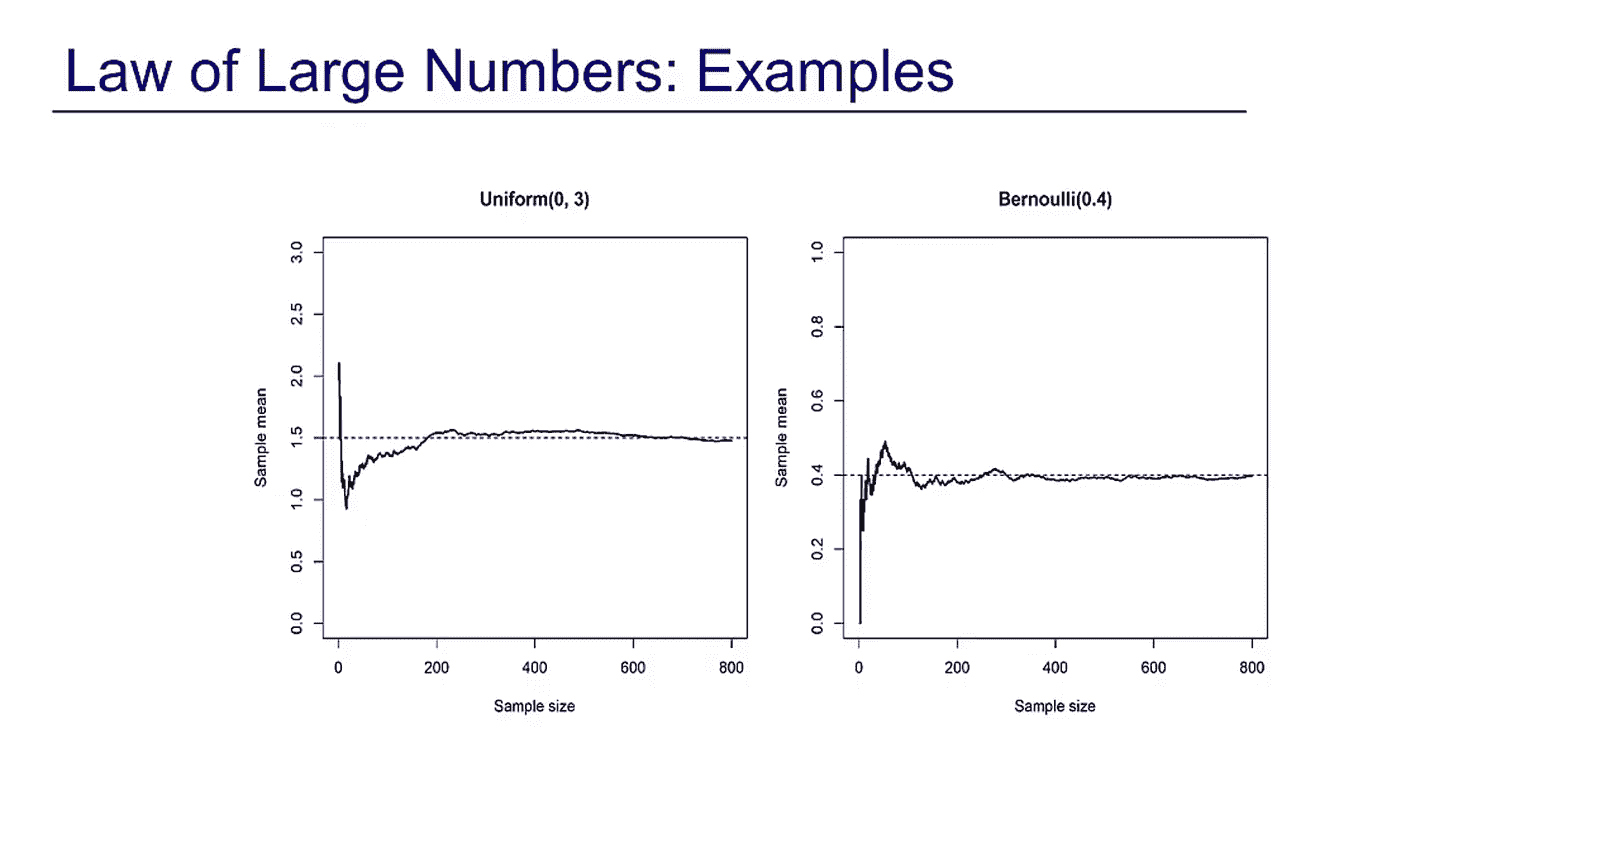 Law of Large Numbers: Examples
Uniform(0, 3)
3.0
2.5
2.0
1.5
1.0
0.5
0.0
Sample mean
0 200 400 600 800
Sample size
Bernoulli(0.4)
1.0
0.8
0.6
0.4
0.2
0.0
Sample mean
0 200 400 600 800
Sample size